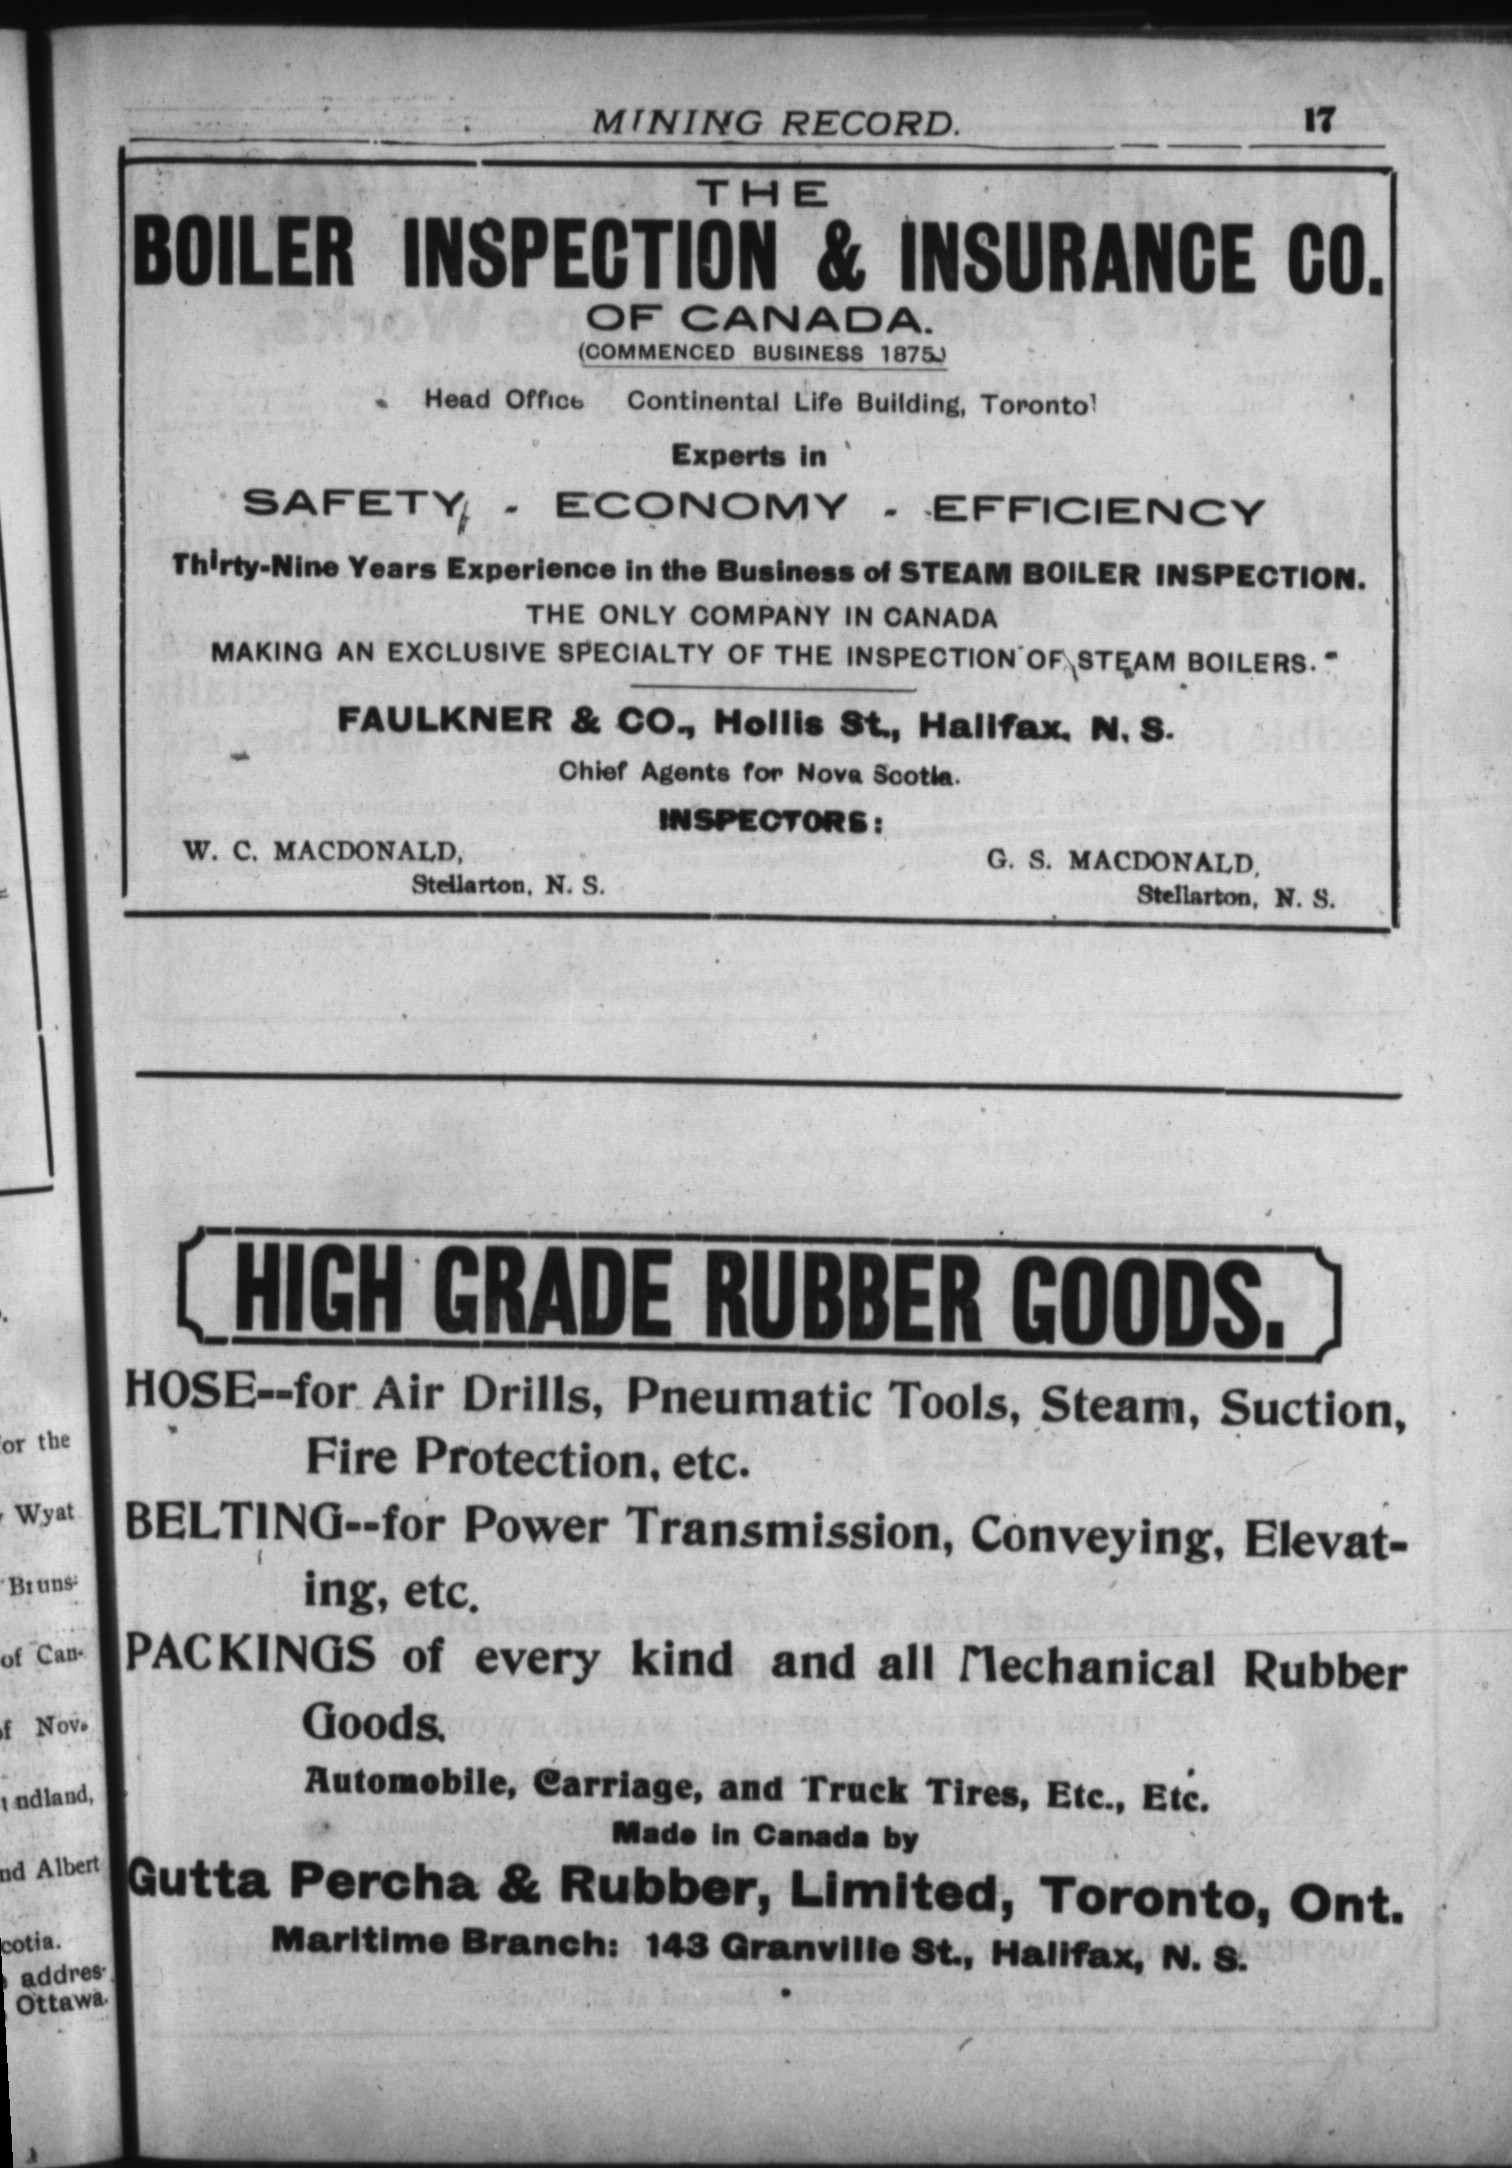 MINING RECORD. 17
THE
BOILER INSPECTION & INSURANCE CO.
OF CANADA.
(COMMENCED BUSINESS 1875.)
Head Office Continental Life Building, Toronto
Experts in
SAFETY, - ECONOMY - EFFICIENCY
Thirty-Nine Years Experience in the Business of STEAM BOILER INSPECTION.
THE ONLY COMPANY IN CANADA
MAKING AN EXCLUSIVE SPECIALTY OF THE INSPECTION OF STEAM BOILERS.
FAULKNER & CO., Hollis St., Halifax, N. S.
Chief Agents for Nova Scotia.
INSPECTORS:
W. C. MACDONALD,
Stellarton, N. S.
G. S. MACDONALD,
Stellarton, N. S.
HIGH GRADE RUBBER GOODS.
HOSE--for Air Drills, Pneumatic Tools, Steam, Suction,
Fire Protection, etc.
BELTING--for Power Transmission, Conveying, Elevat-
ing, etc.
PACKINGS of every kind and all Mechanical Rubber
Goods.
Automobile, Carriage, and Truck Tires, Etc., Etc.
Made in Canada by
Gutta Percha & Rubber, Limited, Toronto, Ont.
Maritime Branch: 143 Granville St., Halifax, N. S.
or the
Wyat
of Can-
f Nov.
ndland,
nd Albert
cotia.
addres-
Ottawa.